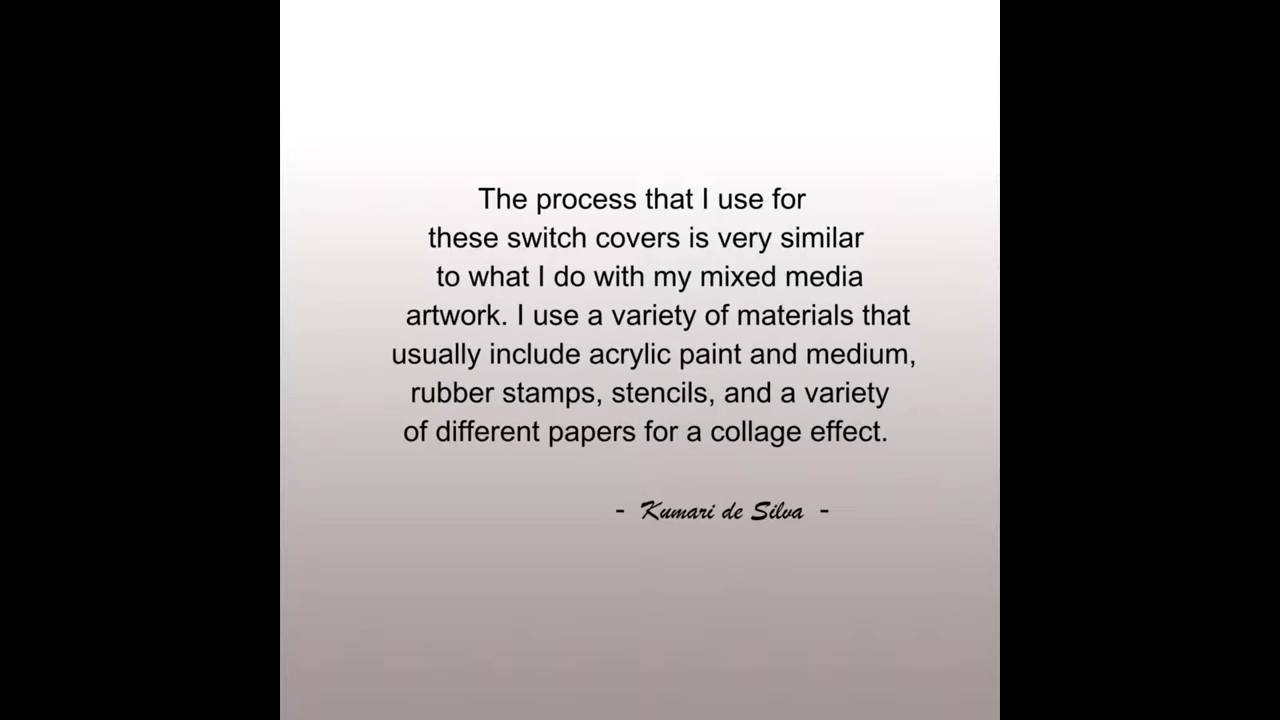 The process that I use for
these switch covers is very similar
to what I do with my mixed media
artwork. I use a variety of materials that
usually include acrylic paint and medium,
rubber stamps, stencils, and a variety
of different papers for a collage effect.
- Kumari de Silva -